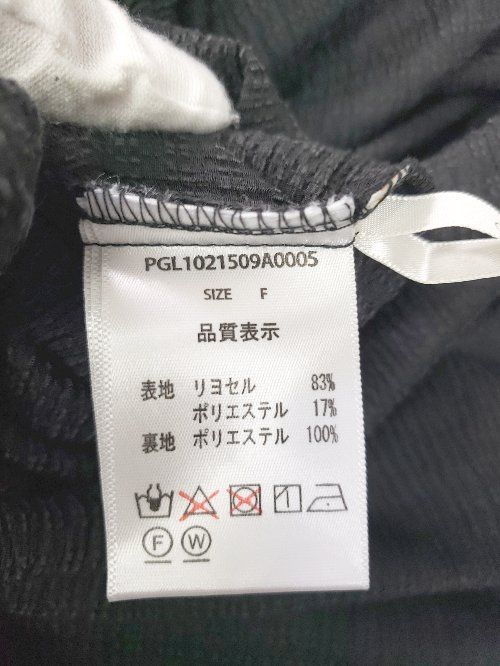 PGL1021509A0005
SIZE F
品質表示
表地 リヨセル 83%
ポリエステル 17%
裏地 ポリエステル 100%
F W